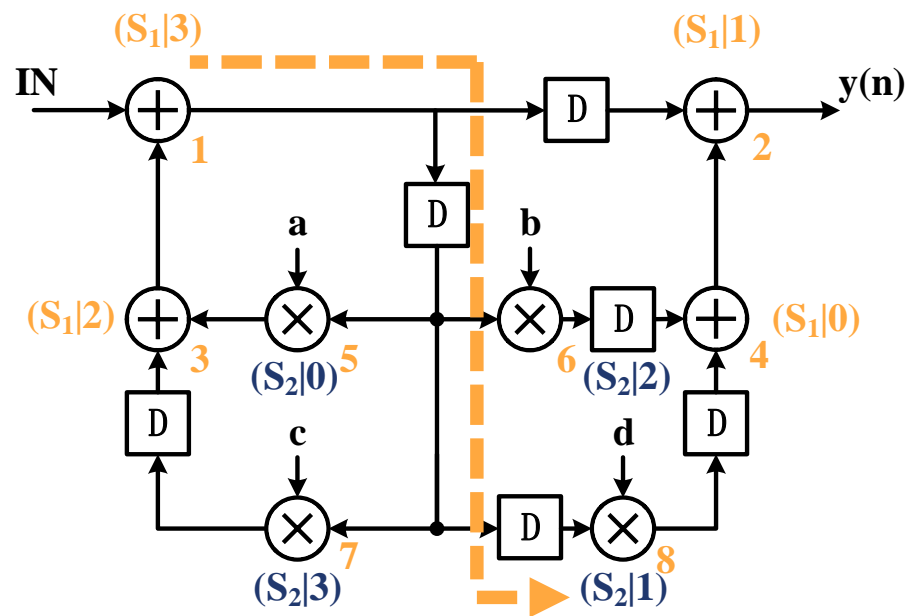 (S₁|3) (S₁|1)
IN D y(n)
1 2
D
a b
(S₁|2) D (S₁|0)
3 5 6 4
(S₂|0) (S₂|2)
D D
c d
D
7 8
(S₂|3) (S₂|1)